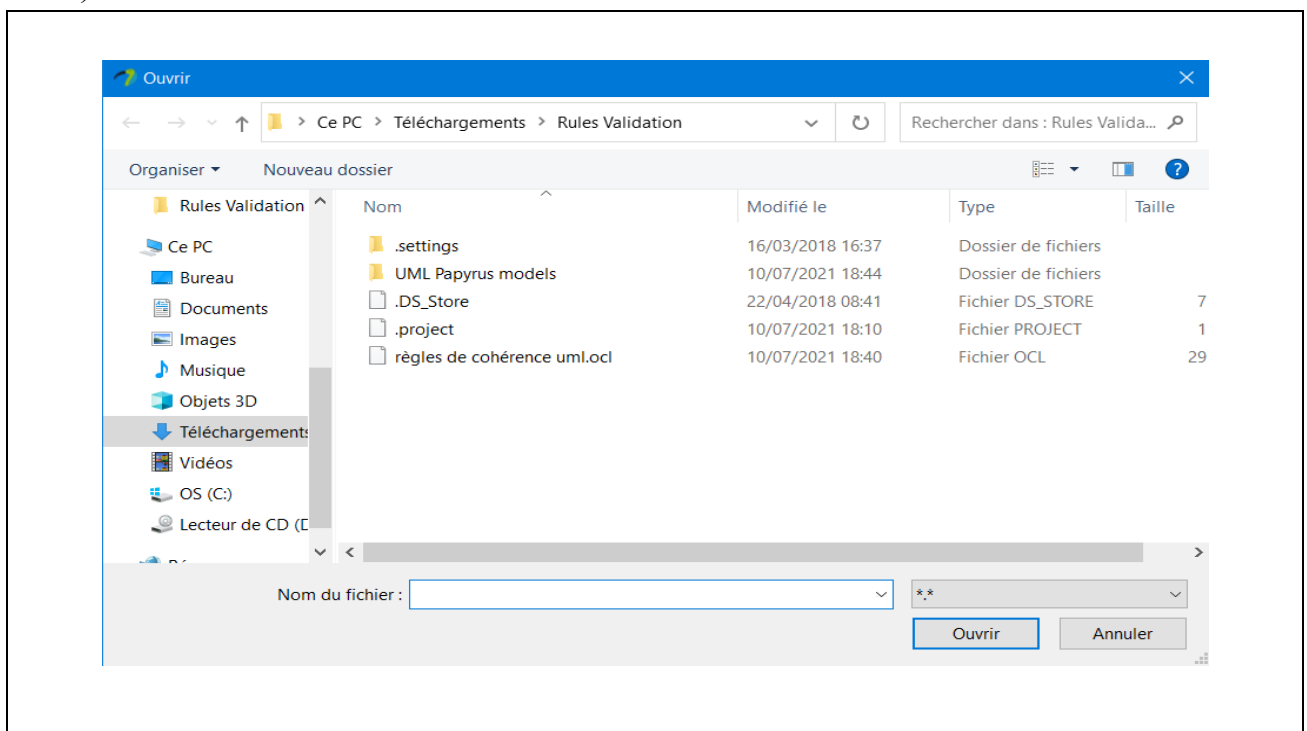 Ouvrir
Ce PC > Téléchargements > Rules Validation
Rechercher dans : Rules Valida...
Organiser Nouveau dossier
Rules Validation Nom Modifié le Type Taille
Ce PC .settings 16/03/2018 16:37 Dossier de fichiers
Bureau UML Papyrus models 10/07/2021 18:44 Dossier de fichiers
Documents .DS_Store 22/04/2018 08:41 Fichier DS_STORE 7
Images .project 10/07/2021 18:10 Fichier PROJECT 1
Musique règles de cohérence uml.ocl 10/07/2021 18:40 Fichier OCL 29
Objets 3D
Téléchargements
Vidéos
OS (C:)
Lecteur de CD (D
Nom du fichier : *.*
Ouvrir Annuler